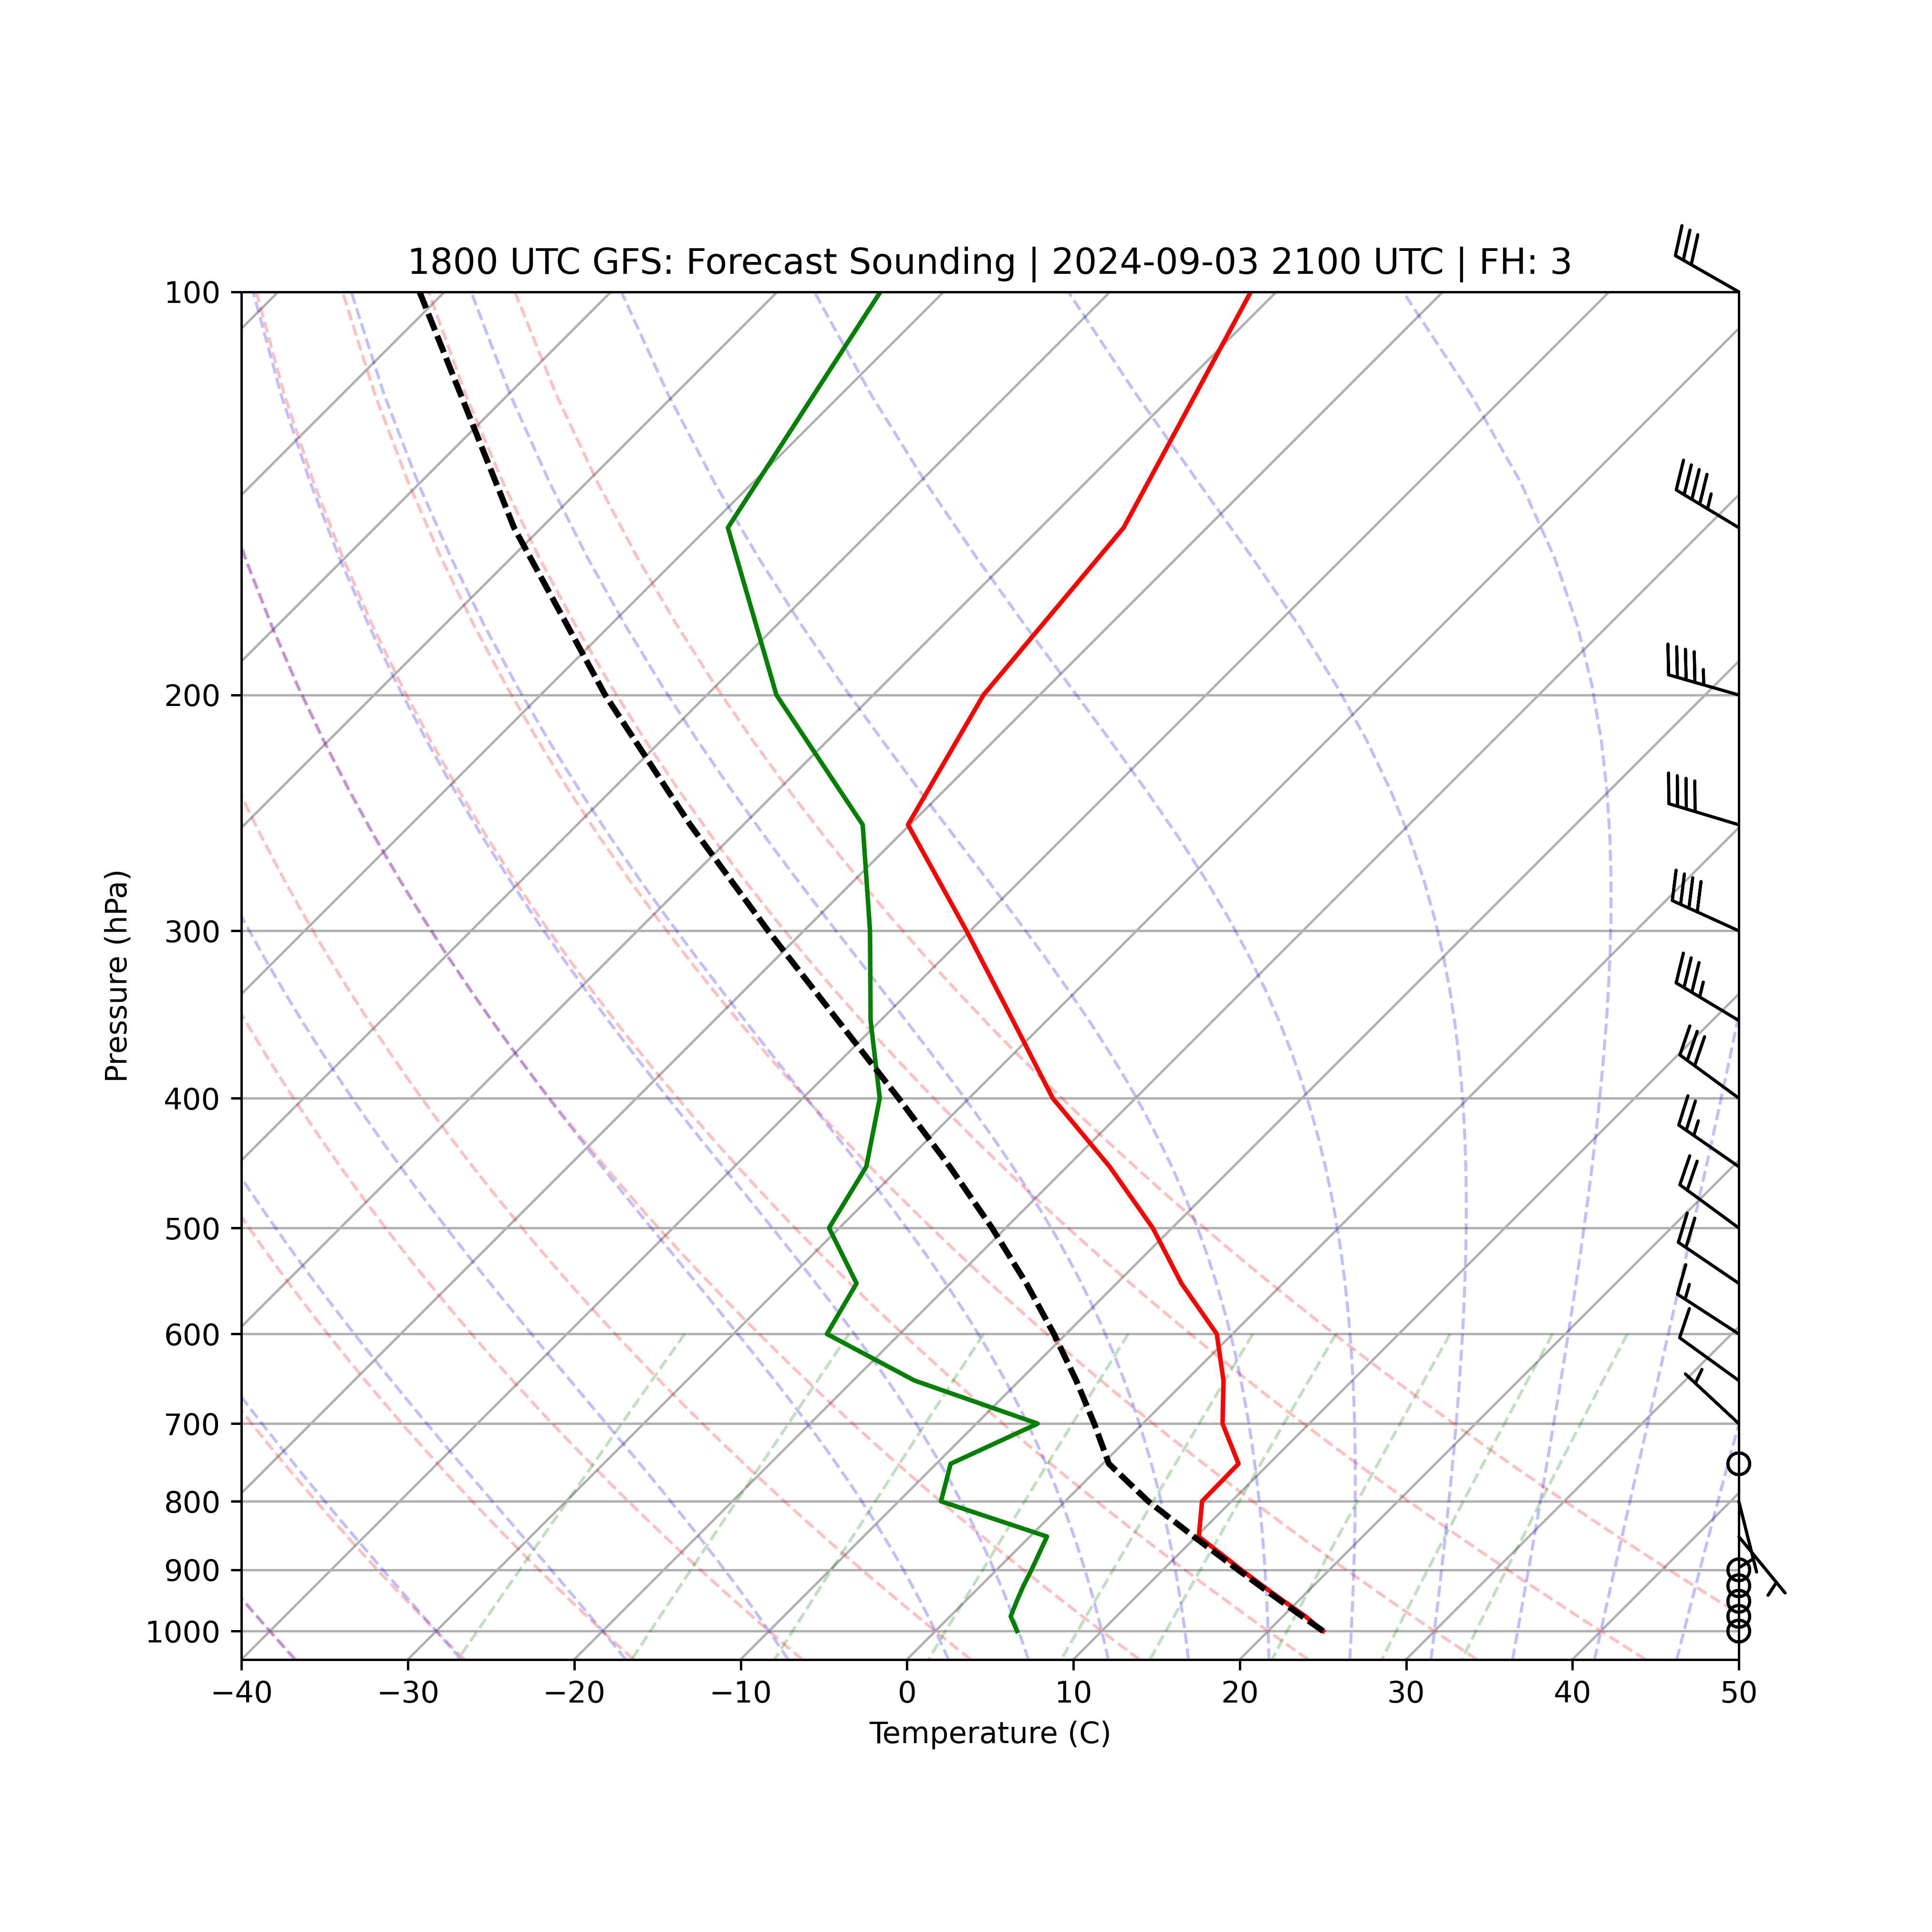 1800 UTC GFS: Forecast Sounding | 2024-09-03 2100 UTC | FH: 3
100
200
300
400
500
600
700
800
900
1000
Pressure (hPa)
−40 −30 −20 −10 0 10 20 30 40 50
Temperature (C)